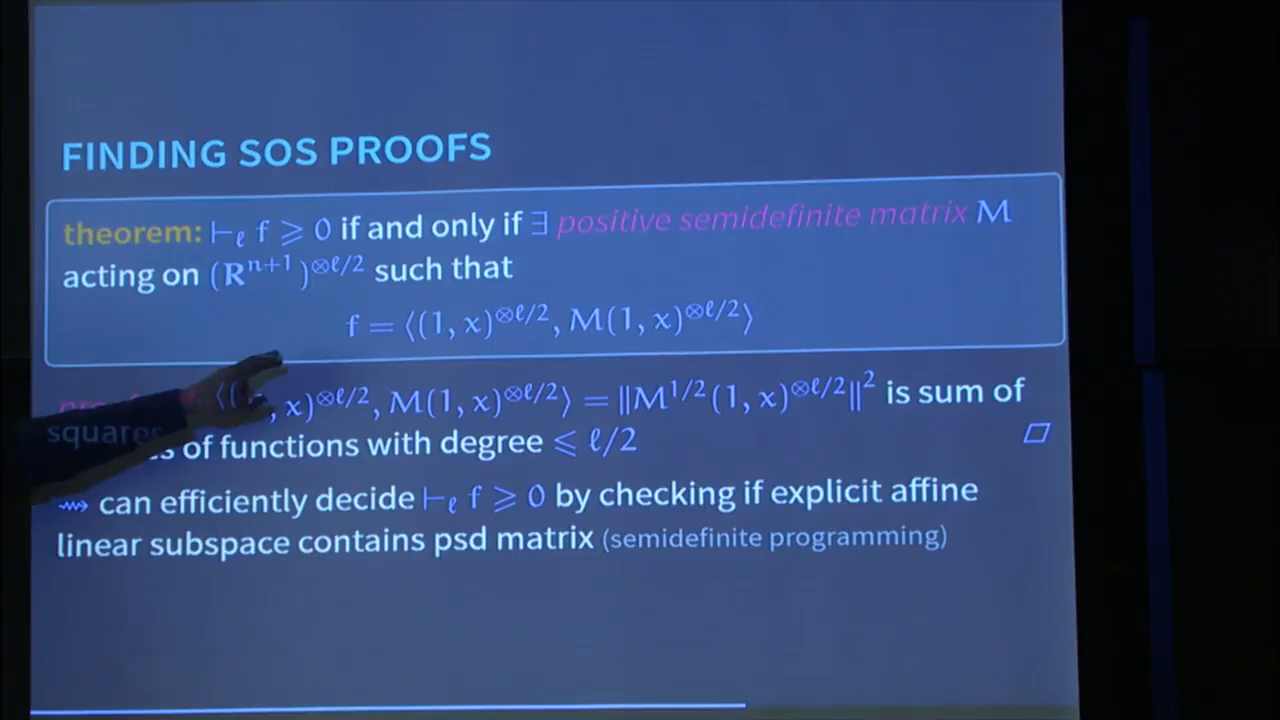 FINDING SOS PROOFS
theorem: ⊢ℓ f ⩾ 0 if and only if ∃ positive semidefinite matrix M
acting on (ℝⁿ⁺¹)^{⊗ℓ/2} such that
f = ⟨(1, x)^{⊗ℓ/2}, M(1, x)^{⊗ℓ/2}⟩
, x)^{⊗ℓ/2}, M(1, x)^{⊗ℓ/2}⟩ = ‖M^{1/2}(1, x)^{⊗ℓ/2}‖² is sum of
squares of functions with degree ⩽ ℓ/2 □
⇝ can efficiently decide ⊢ℓ f ⩾ 0 by checking if explicit affine
linear subspace contains psd matrix (semidefinite programming)